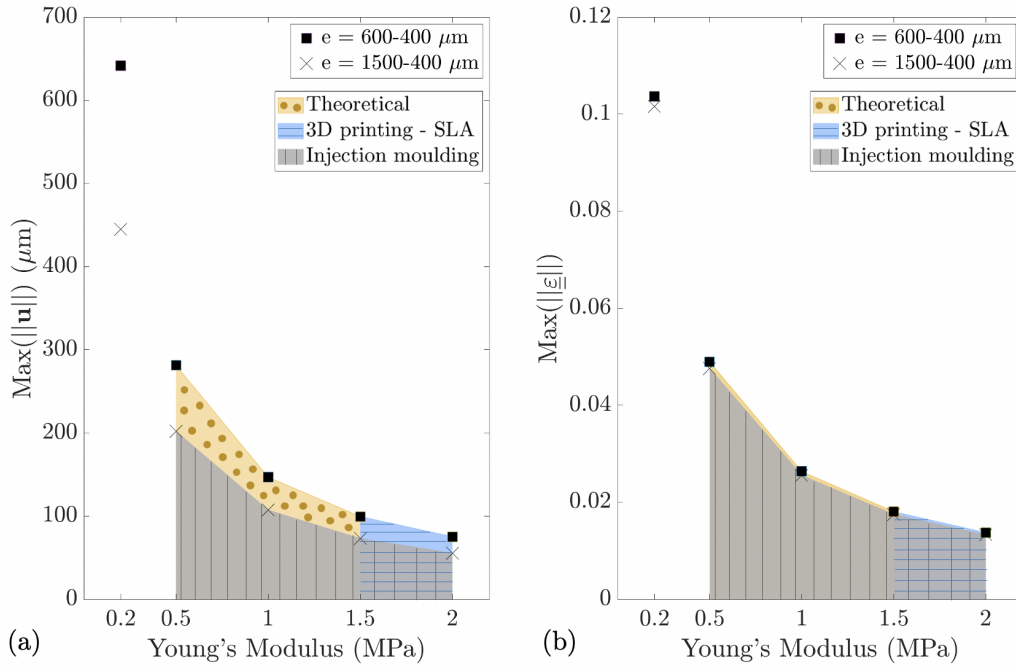 700
600
500
400
300
200
100
0
Max(||u||) (μm)
e = 600-400 μm
e = 1500-400 μm
Theoretical
3D printing - SLA
Injection moulding
0.2 0.5 1 1.5 2
(a) Young's Modulus (MPa)
0.12
0.1
0.08
0.06
0.04
0.02
0
Max(||ε||)
e = 600-400 μm
e = 1500-400 μm
Theoretical
3D printing - SLA
Injection moulding
0.2 0.5 1 1.5 2
(b) Young's Modulus (MPa)